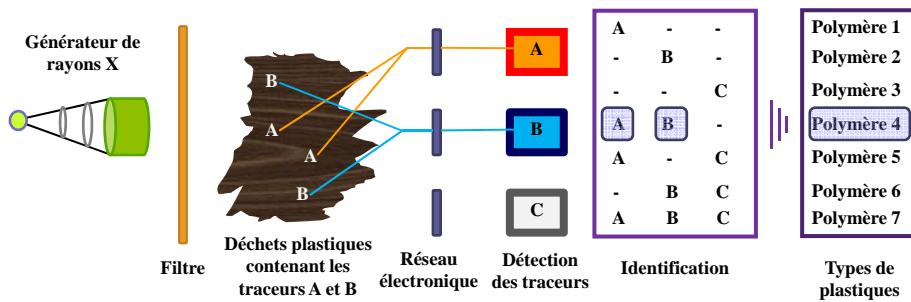 Générateur de
rayons X
Filtre
B
A
A
B
Déchets plastiques
contenant les
traceurs A et B
Réseau
électronique
A
B
C
Détection
des traceurs
A - -
- B -
- - C
A B -
A - C
- B C
A B C
Identification
Polymère 1
Polymère 2
Polymère 3
Polymère 4
Polymère 5
Polymère 6
Polymère 7
Types de
plastiques